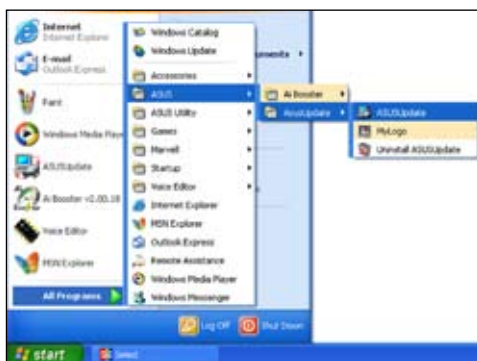 Internet
Internet Explorer
E-mail
Outlook Express
Paint
Windows Media Player
ASUSUpdate
Ai Booster v2.00.18
Voice Editor
MSN Explorer
All Programs
Windows Catalog
Windows Update
Accessories
ASUS
ASUS Utility
Games
Marvell
Startup
Voice Editor
Internet Explorer
MSN Explorer
Outlook Express
Remote Assistance
Windows Media Player
Windows Messenger
Ai Booster
AsusUpdate
ASUSUpdate
MyLogo
Uninstall ASUSUpdate
Log Off
Shut Down
start